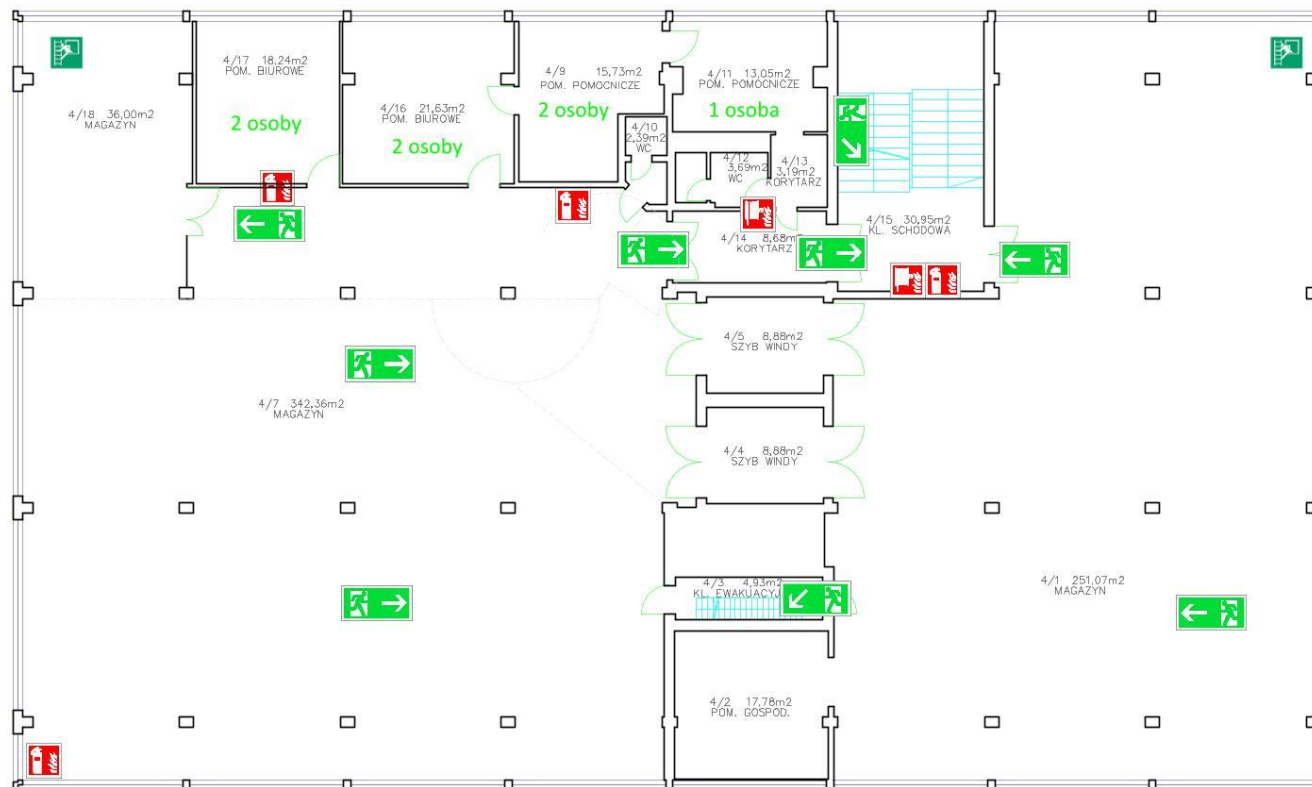 4/17 18,24m2
POM. BIUROWE
2 osoby
4/18 36,00m2
MAGAZYN
4/16 21,63m2
POM. BIUROWE
2 osoby
4/9 15,73m2
POM. POMOCNICZE
2 osoby
4/10
2,39m2
WC
4/11 13,05m2
POM. POMOCNICZE
1 osoba
4/12
3,69m2
WC
4/13
3,19m2
KORYTARZ
4/14 8,68m2
KORYTARZ
4/15 30,95m2
KL. SCHODOWA
4/5 8,88m2
SZYB WINDY
4/7 342,36m2
MAGAZYN
4/4 8,88m2
SZYB WINDY
4/3 4,93m2
KL. EWAKUACYJ
4/1 251,07m2
MAGAZYN
4/2 17,78m2
POM. GOSPOD.